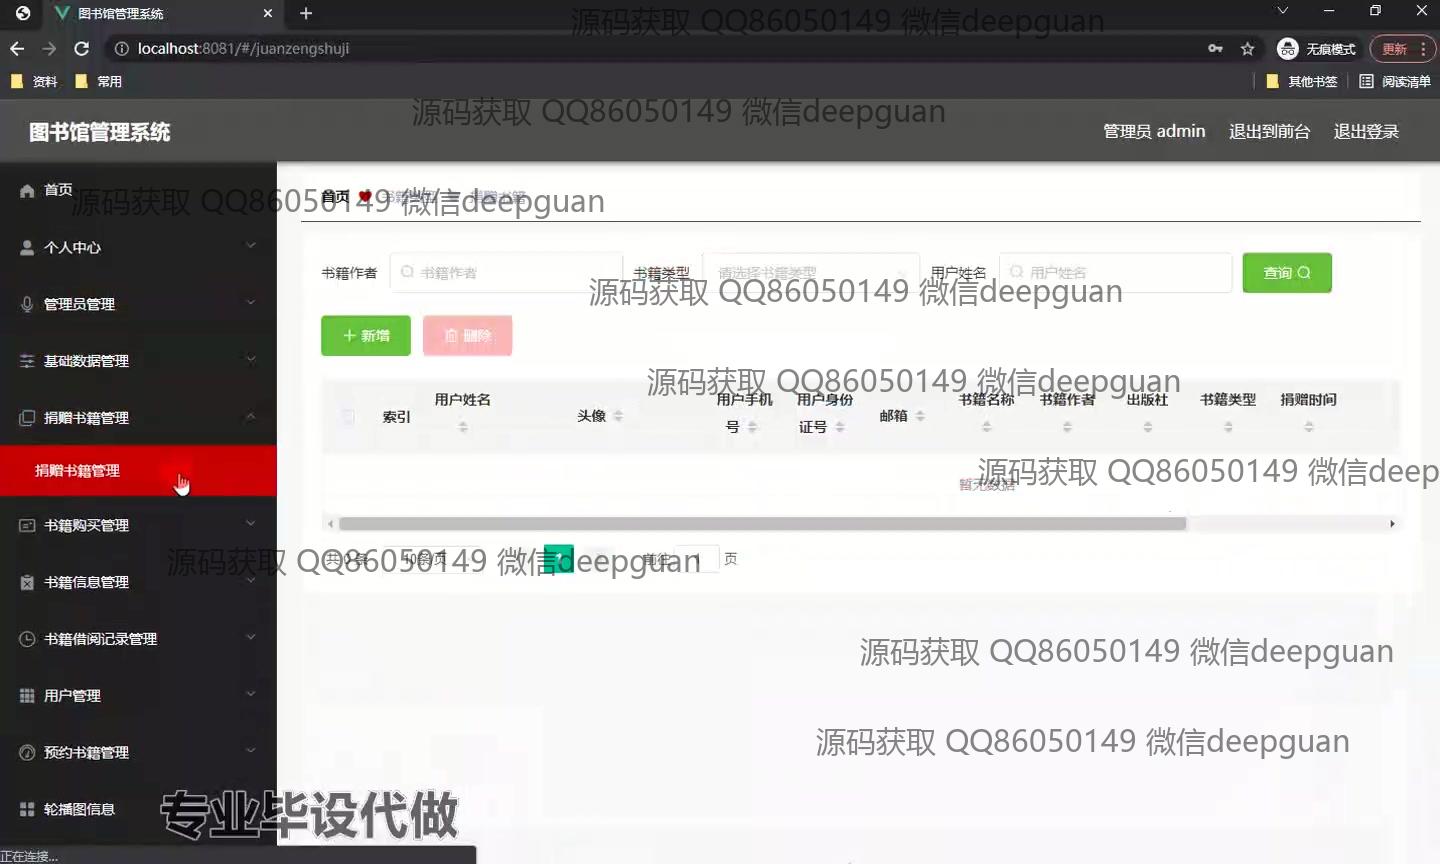 图书馆管理系统
localhost:8081/#/juanzengshuji
无痕模式
更新
资料
常用
其他书签
阅读清单
源码获取 QQ86050149 微信deepguan
源码获取 QQ86050149 微信deepguan
图书馆管理系统
管理员 admin
退出到前台
退出登录
首页
个人中心
管理员管理
基础数据管理
捐赠书籍管理
捐赠书籍管理
书籍购买管理
书籍信息管理
书籍借阅记录管理
用户管理
预约书籍管理
轮播图信息
源码获取 QQ86050149 微信deepguan
首页
书籍作者
书籍作者
书籍类型
请选择书籍类型
用户姓名
用户姓名
查询
源码获取 QQ86050149 微信deepguan
新增
删除
源码获取 QQ86050149 微信deepguan
索引
用户姓名
头像
用户手机号
用户身份证号
邮箱
书籍名称
书籍作者
出版社
书籍类型
捐赠时间
暂无数据
源码获取 QQ86050149 微信deep
共0条
10条/页
前往
1
页
源码获取 QQ86050149 微信deepguan
源码获取 QQ86050149 微信deepguan
源码获取 QQ86050149 微信deepguan
专业毕设代做
正在连接...